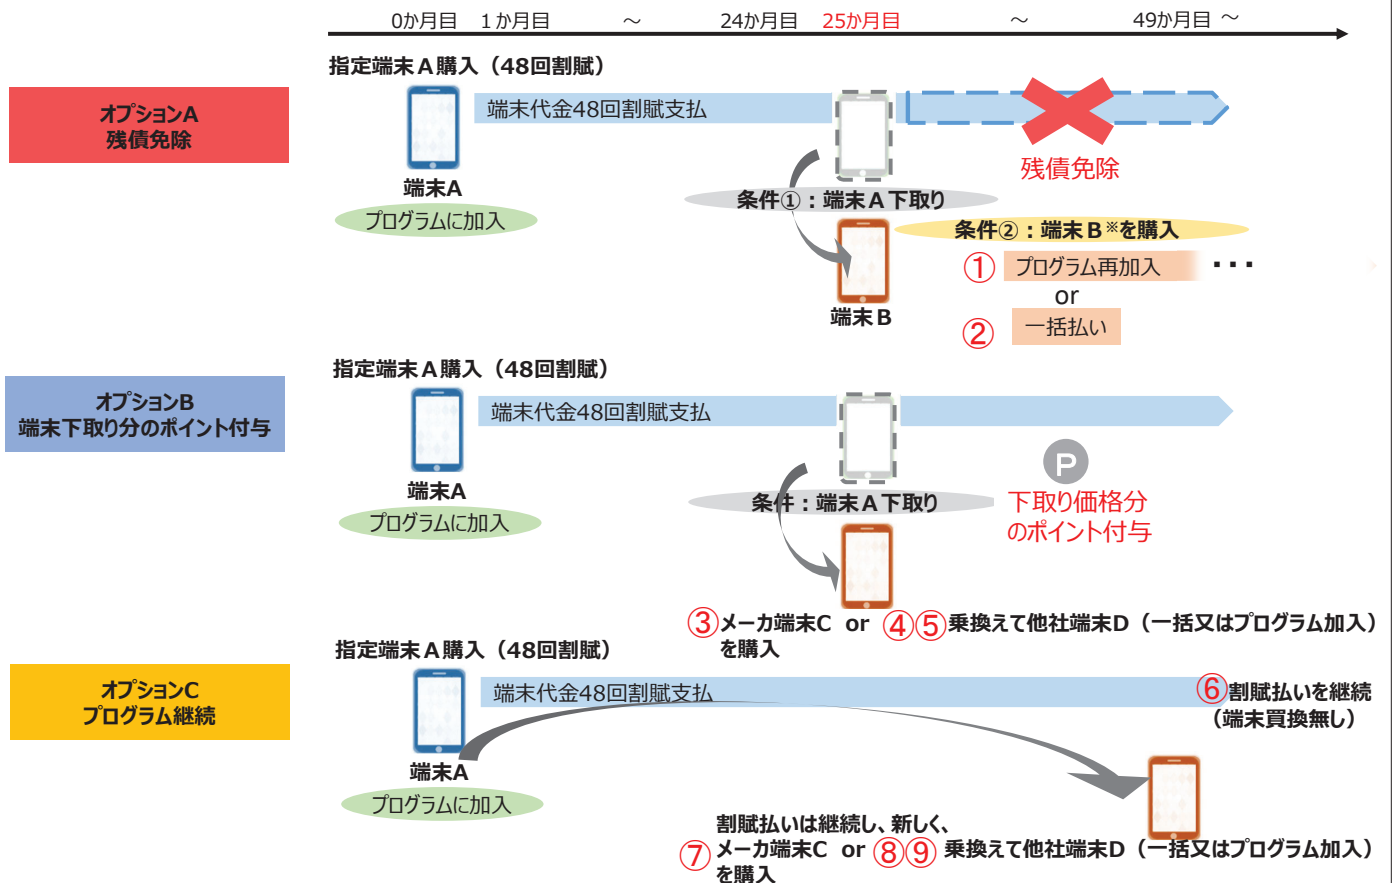 0か月目 1か月目 ～ 24か月目 25か月目 ～ 49か月目 ～
指定端末A購入（48回割賦）
オプションA
残債免除
端末代金48回割賦支払
残債免除
端末A
プログラムに加入
条件①：端末A下取り
条件②：端末B※を購入
① プログラム再加入 ・・・
or
② 一括払い
端末B
指定端末A購入（48回割賦）
オプションB
端末下取り分のポイント付与
端末代金48回割賦支払
端末A
プログラムに加入
条件：端末A下取り
P
下取り価格分
のポイント付与
③メーカ端末C or ④⑤乗換えて他社端末D（一括又はプログラム加入）
を購入
指定端末A購入（48回割賦）
オプションC
プログラム継続
端末代金48回割賦支払
⑥割賦払いを継続
（端末買換無し）
端末A
プログラムに加入
割賦払いは継続し、新しく、
⑦メーカ端末C or ⑧⑨ 乗換えて他社端末D（一括又はプログラム加入）
を購入